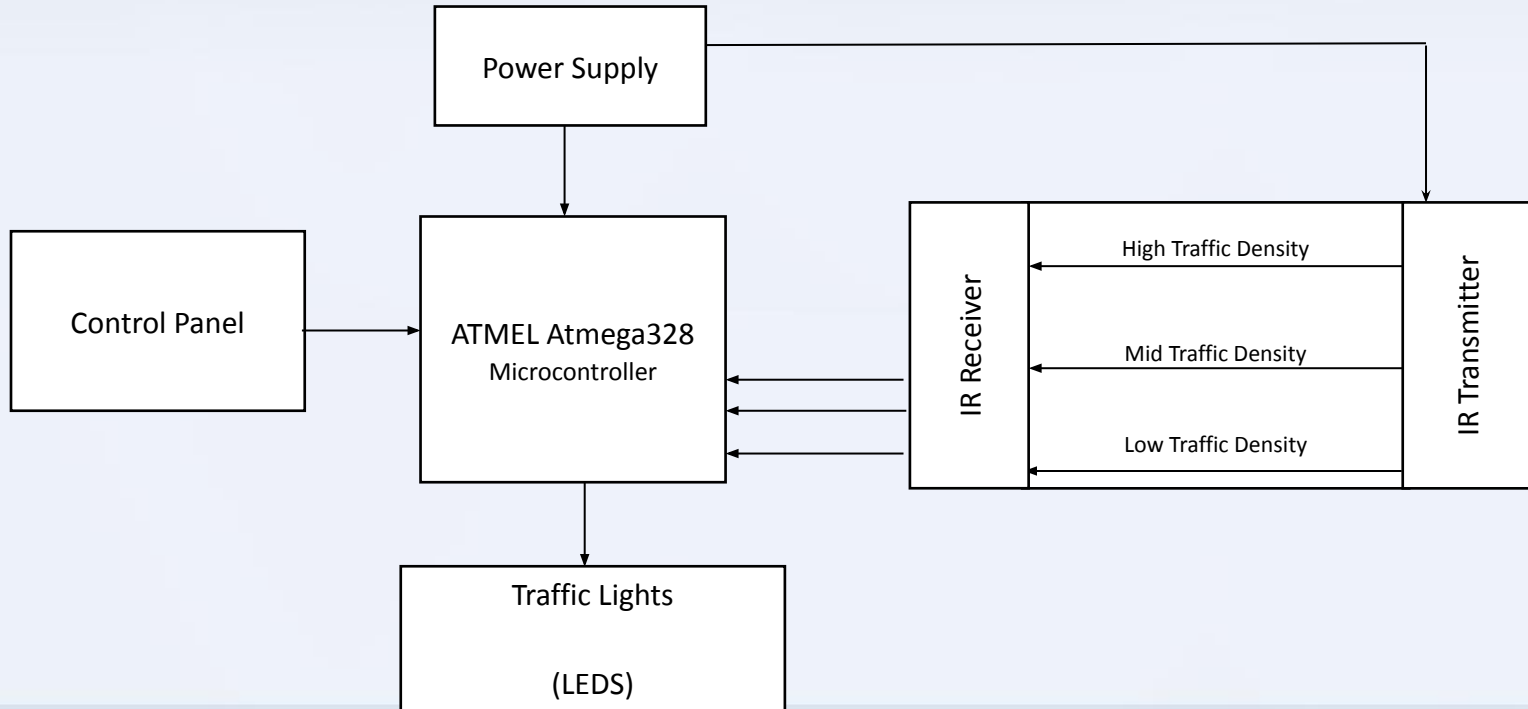 Power Supply
Control Panel
ATMEL Atmega328
Microcontroller
IR Receiver
High Traffic Density
Mid Traffic Density
Low Traffic Density
IR Transmitter
Traffic Lights
(LEDS)